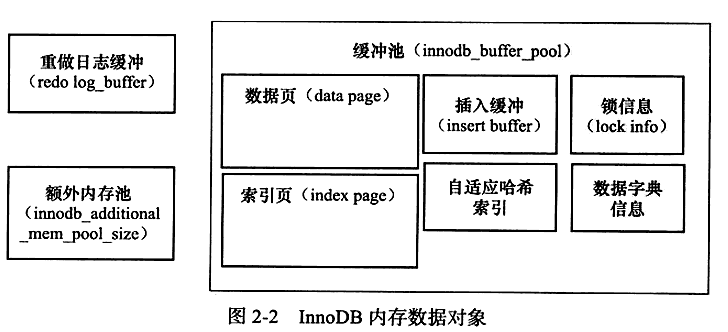 重做日志缓冲
（redo log_buffer）
额外内存池
（innodb_additional
_mem_pool_size）
缓冲池（innodb_buffer_pool）
数据页（data page）
插入缓冲
（insert buffer）
锁信息
（lock info）
索引页（index page）
自适应哈希
索引
数据字典
信息
图 2-2 InnoDB 内存数据对象